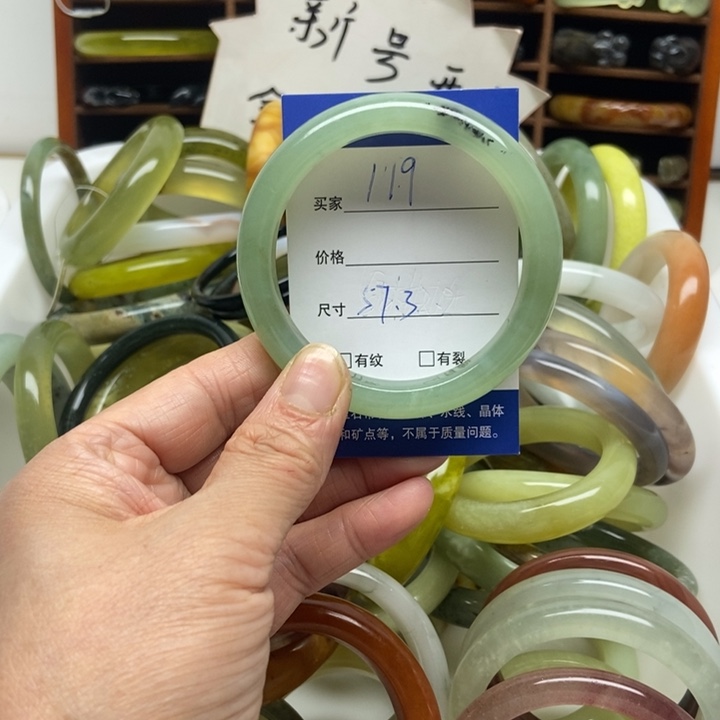 新号
买家 119
价格
尺寸 57.3
□有纹 □有裂
水线、晶体
和矿点等，不属于质量问题。